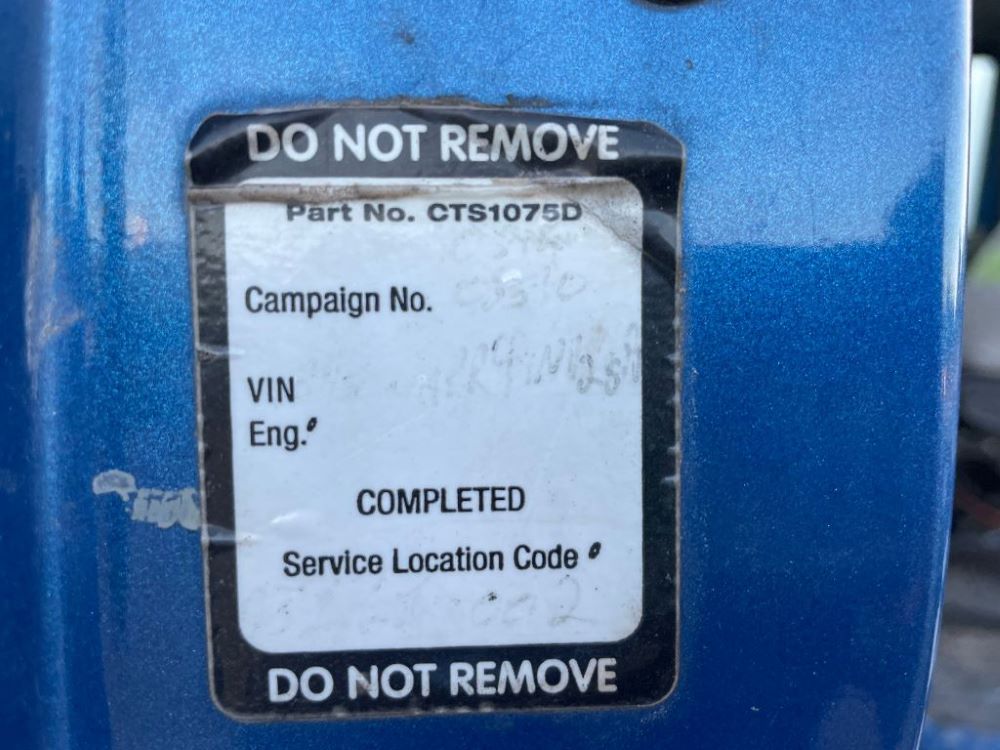 DO NOT REMOVE
Part No. CTS1075D
Campaign No.
VIN
Eng.
COMPLETED
Service Location Code
DO NOT REMOVE